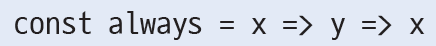 const always = x => y => x